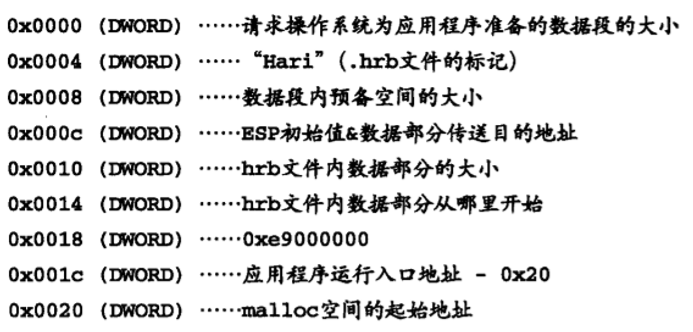 0x0000 (DWORD) ……请求操作系统为应用程序准备的数据段的大小
0x0004 (DWORD) ……“Hari”(.hrb文件的标记)
0x0008 (DWORD) ……数据段内预备空间的大小
0x000c (DWORD) ……ESP初始值&数据部分传送目的地址
0x0010 (DWORD) ……hrb文件内数据部分的大小
0x0014 (DWORD) ……hrb文件内数据部分从哪里开始
0x0018 (DWORD) ……0xe9000000
0x001c (DWORD) ……应用程序运行入口地址 - 0x20
0x0020 (DWORD) ……malloc空间的起始地址